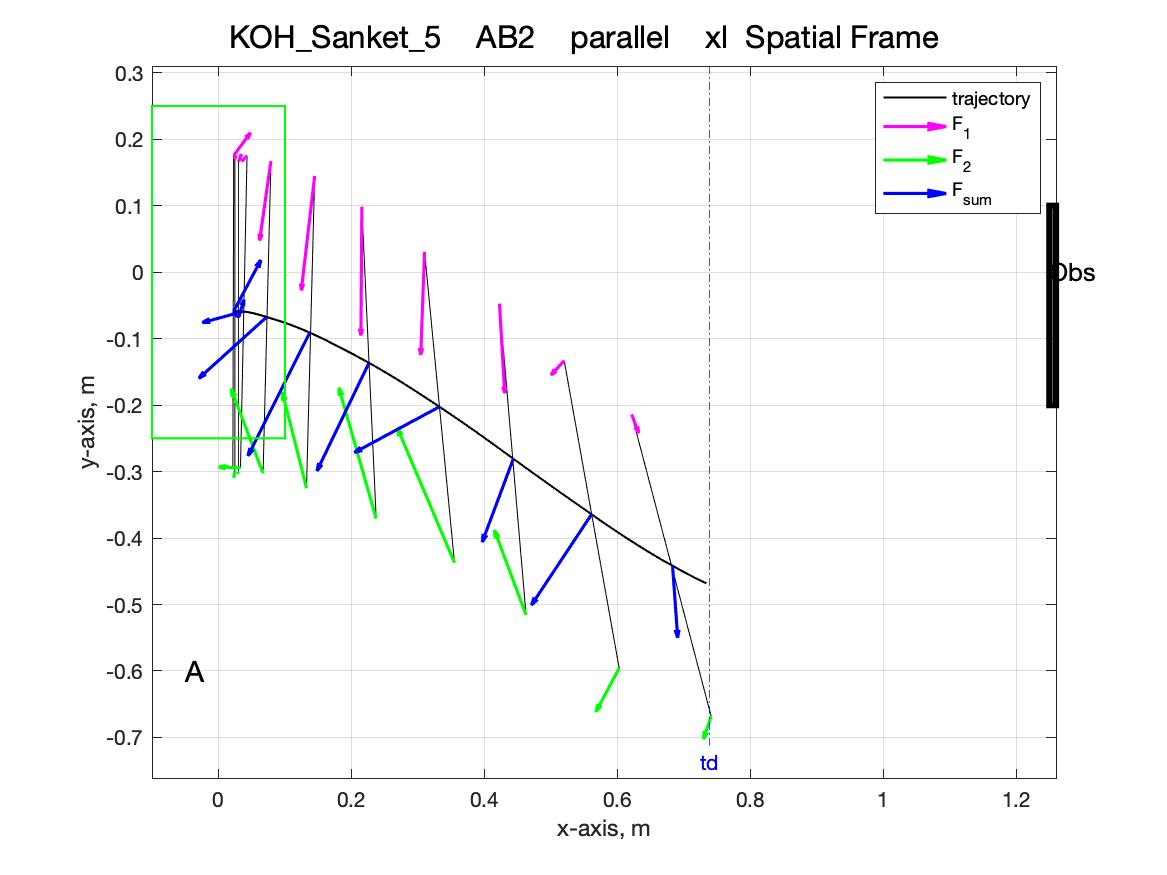 KOH_Sanket_5 AB2 parallel xl Spatial Frame
0.3
0.2
0.1
0
-0.1
-0.2
-0.3
-0.4
-0.5
-0.6
-0.7
y-axis, m
trajectory
F1
F2
Fsum
Obs
A
td
0 0.2 0.4 0.6 0.8 1 1.2
x-axis, m